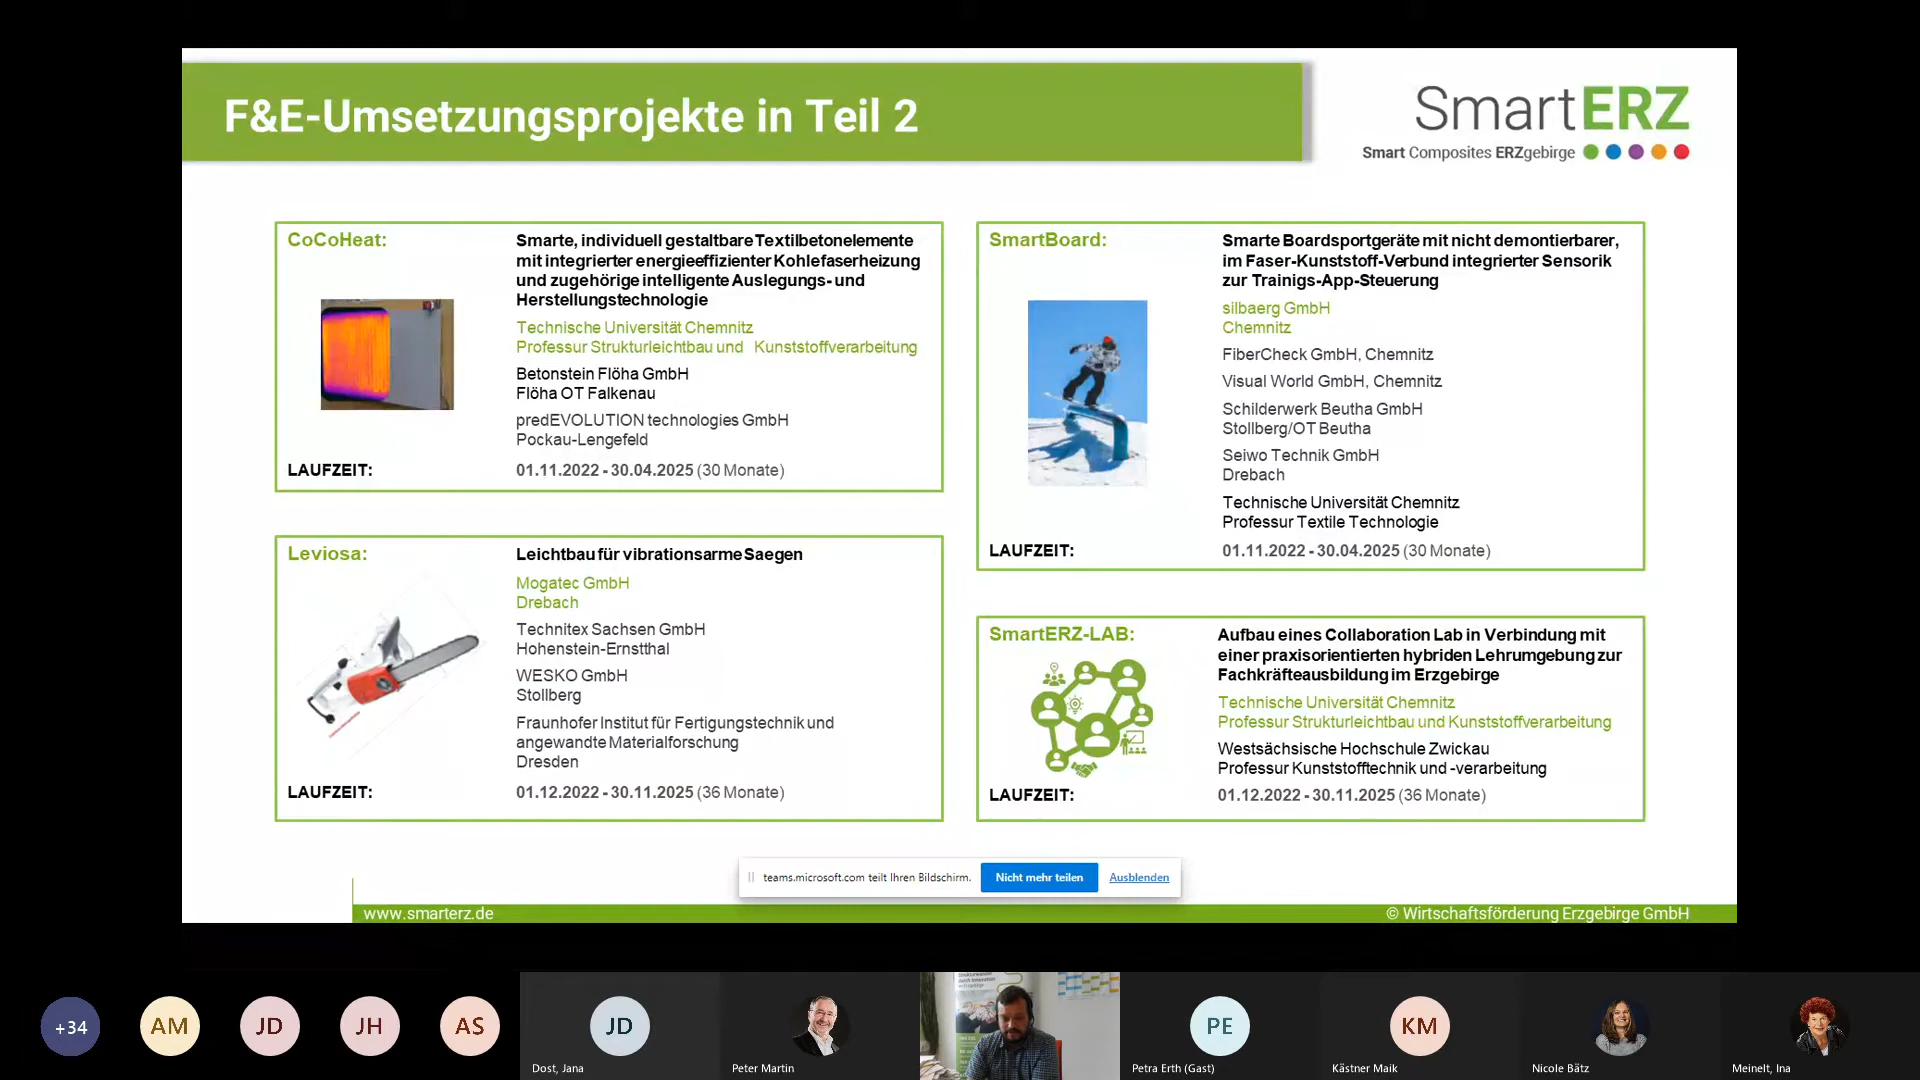 F&E-Umsetzungsprojekte in Teil 2
SmartERZ
Smart Composites ERZgebirge
CoCoHeat:
Smarte, individuell gestaltbare Textilbetonelemente
mit integrierter energieeffizienter Kohlefaserheizung
und zugehörige intelligente Auslegungs- und
Herstellungstechnologie
Technische Universität Chemnitz
Professur Strukturleichtbau und Kunststoffverarbeitung
Betonstein Flöha GmbH
Flöha OT Falkenau
predEVOLUTION technologies GmbH
Pockau-Lengefeld
LAUFZEIT:
01.11.2022 - 30.04.2025 (30 Monate)
Leviosa:
Leichtbau für vibrationsarme Saegen
Mogatec GmbH
Drebach
Technitex Sachsen GmbH
Hohenstein-Ernstthal
WESKO GmbH
Stollberg
Fraunhofer Institut für Fertigungstechnik und
angewandte Materialforschung
Dresden
LAUFZEIT:
01.12.2022 - 30.11.2025 (36 Monate)
SmartBoard:
Smarte Boardsportgeräte mit nicht demontierbarer,
im Faser-Kunststoff-Verbund integrierter Sensorik
zur Trainigs-App-Steuerung
silbaerg GmbH
Chemnitz
FiberCheck GmbH, Chemnitz
Visual World GmbH, Chemnitz
Schilderwerk Beutha GmbH
Stollberg/OT Beutha
Seiwo Technik GmbH
Drebach
Technische Universität Chemnitz
Professur Textile Technologie
LAUFZEIT:
01.11.2022 - 30.04.2025 (30 Monate)
SmartERZ-LAB:
Aufbau eines Collaboration Lab in Verbindung mit
einer praxisorientierten hybriden Lehrumgebung zur
Fachkräfteausbildung im Erzgebirge
Technische Universität Chemnitz
Professur Strukturleichtbau und Kunststoffverarbeitung
Westsächsische Hochschule Zwickau
Professur Kunststofftechnik und -verarbeitung
LAUFZEIT:
01.12.2022 - 30.11.2025 (36 Monate)
teams.microsoft.com teilt Ihren Bildschirm.
Nicht mehr teilen
Ausblenden
www.smarterz.de
© Wirtschaftsförderung Erzgebirge GmbH
+34
AM
JD
JH
AS
JD
PE
KM
Dost, Jana
Peter Martin
Petra Erth (Gast)
Kästner Maik
Nicole Bätz
Meinelt, Ina